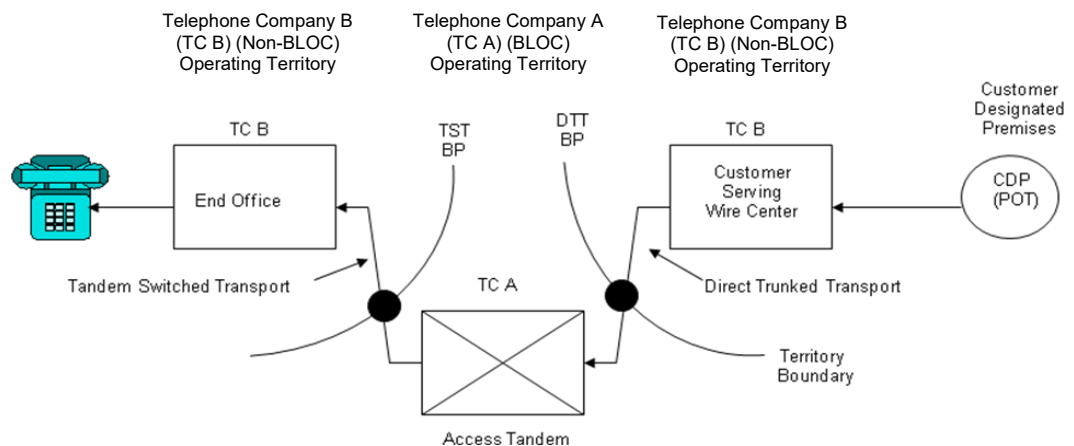 Telephone Company B
(TC B) (Non-BLOC)
Operating Territory
Telephone Company A
(TC A) (BLOC)
Operating Territory
Telephone Company B
(TC B) (Non-BLOC)
Operating Territory
Customer
Designated
Premises
TC B
TST
BP
DTT
BP
TC B
End Office
Customer
Serving
Wire Center
CDP
(POT)
Tandem Switched Transport
TC A
Direct Trunked Transport
Territory
Boundary
Access Tandem